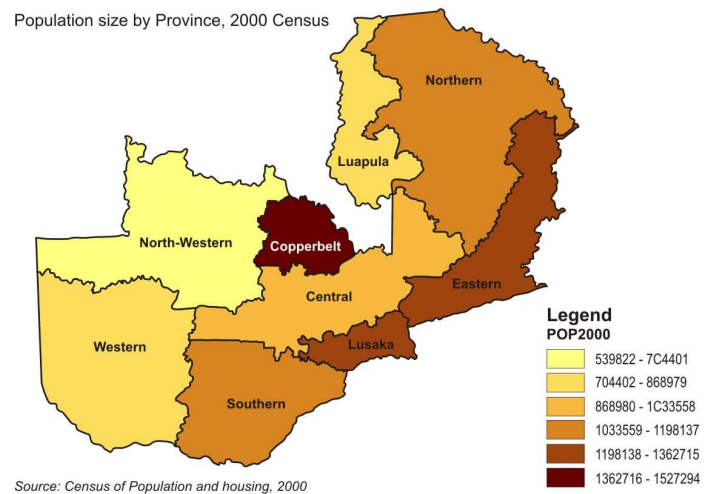 Population size by Province, 2000 Census
Northern
Luapula
North-Western
Copperbelt
Eastern
Central
Western
Lusaka
Southern
Legend
POP2000
539822 - 7C4401
704402 - 868979
868980 - 1C33558
1033559 - 1198137
1198138 - 1362715
1362716 - 1527294
Source: Census of Population and housing, 2000